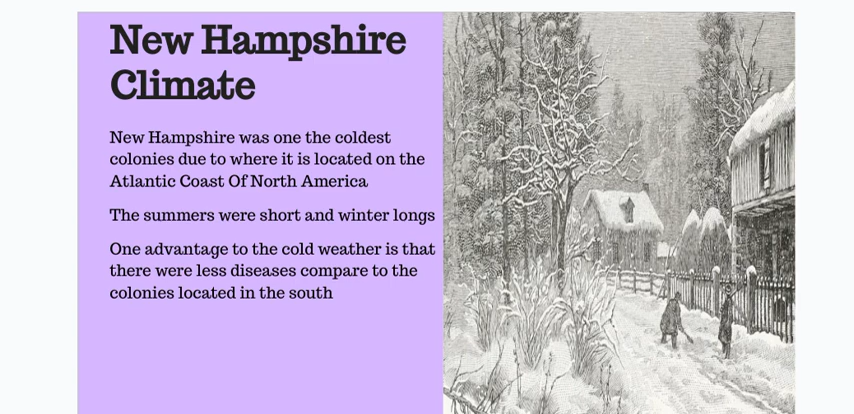 New Hampshire
Climate
New Hampshire was one the coldest
colonies due to where it is located on the
Atlantic Coast Of North America
The summers were short and winter longs
One advantage to the cold weather is that
there were less diseases compare to the
colonies located in the south